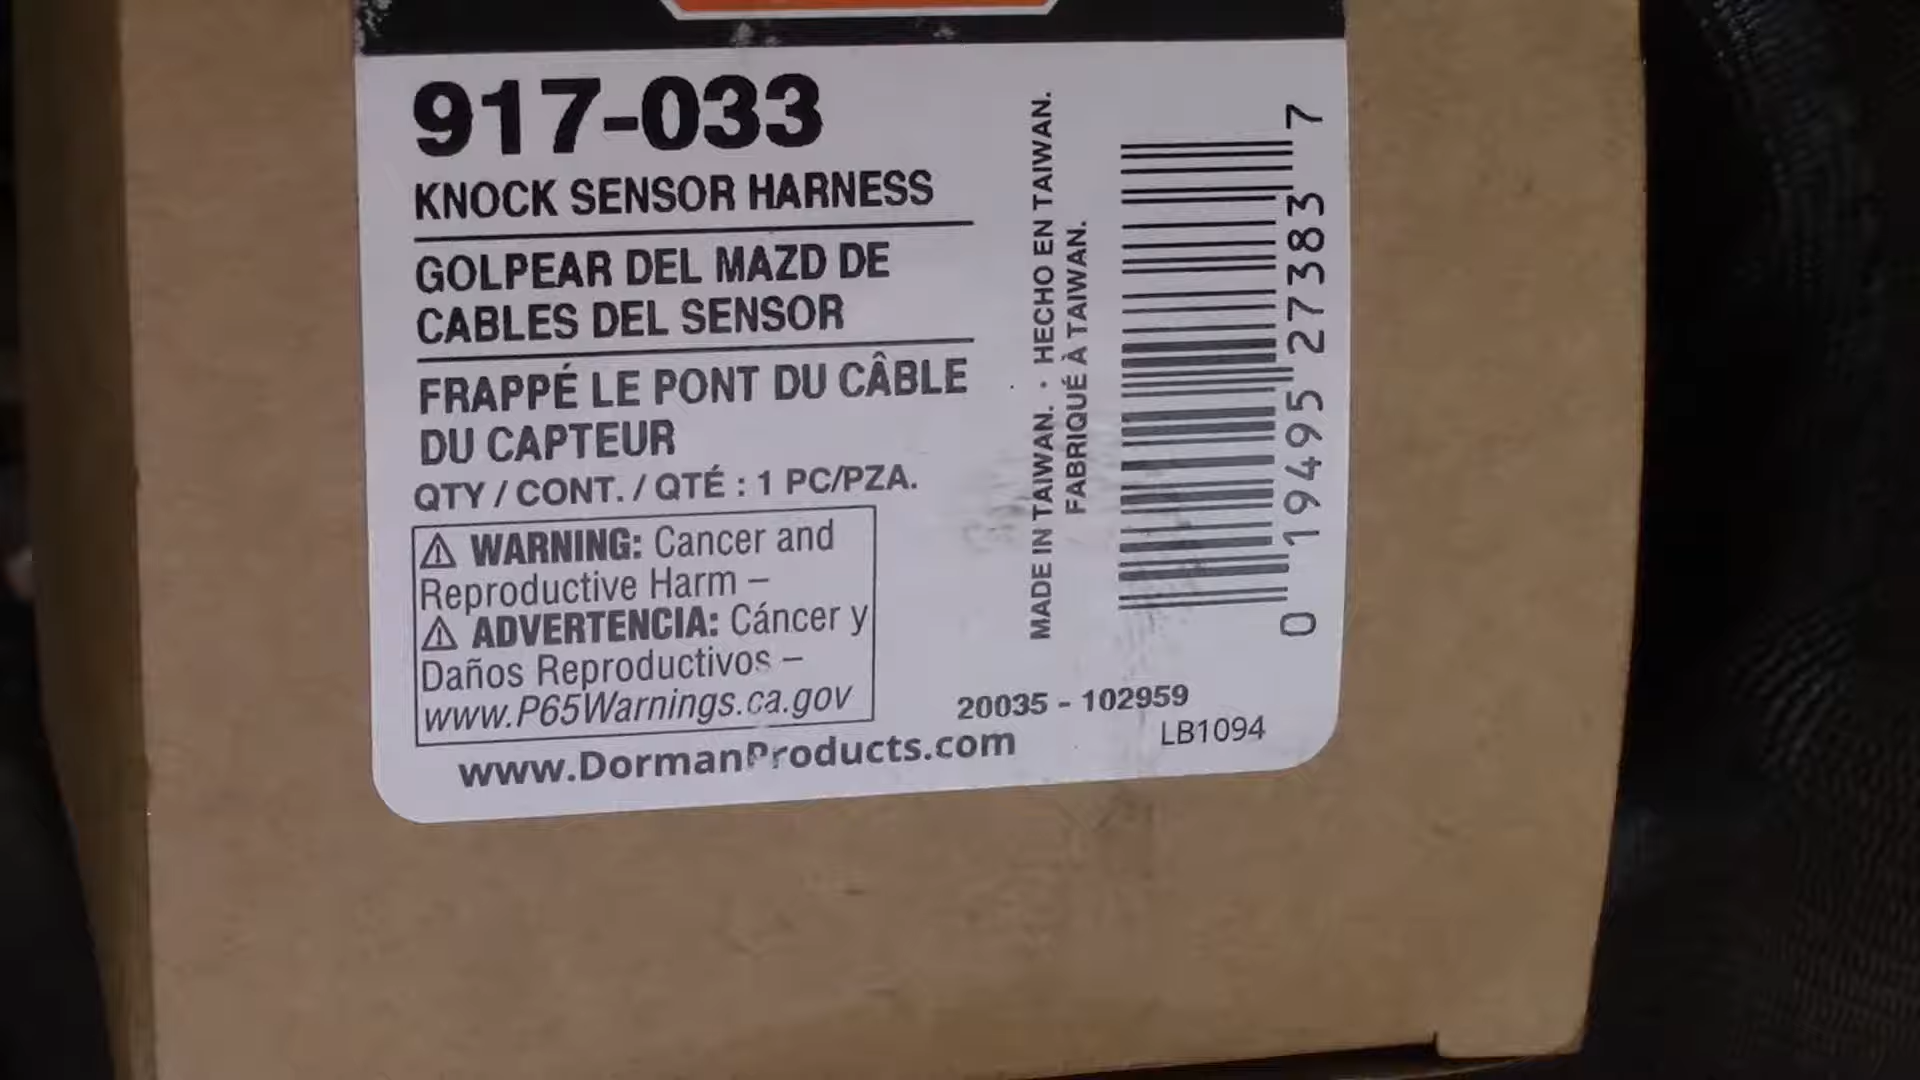 917-033
KNOCK SENSOR HARNESS
GOLPEAR DEL MAZD DE
CABLES DEL SENSOR
FRAPPÉ LE PONT DU CÂBLE
DU CAPTEUR
QTY / CONT. / QTÉ : 1 PC/PZA.
⚠ WARNING: Cancer and
Reproductive Harm –
⚠ ADVERTENCIA: Cáncer y
Daños Reproductivos –
www.P65Warnings.ca.gov
www.DormanProducts.com
MADE IN TAIWAN. · HECHO EN TAIWAN.
FABRIQUÉ À TAIWAN.
0 19495 27383 7
20035 - 102959
LB1094